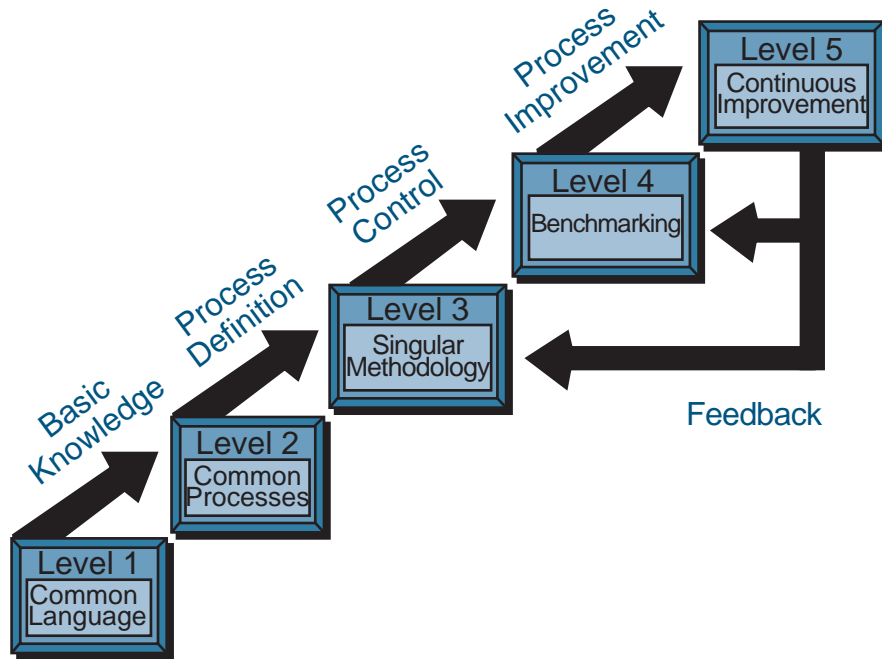 Level 5
Continuous
Improvement
Process
Improvement
Level 4
Benchmarking
Process
Control
Level 3
Singular
Methodology
Process
Definition
Feedback
Basic
Knowledge
Level 2
Common
Processes
Level 1
Common
Language